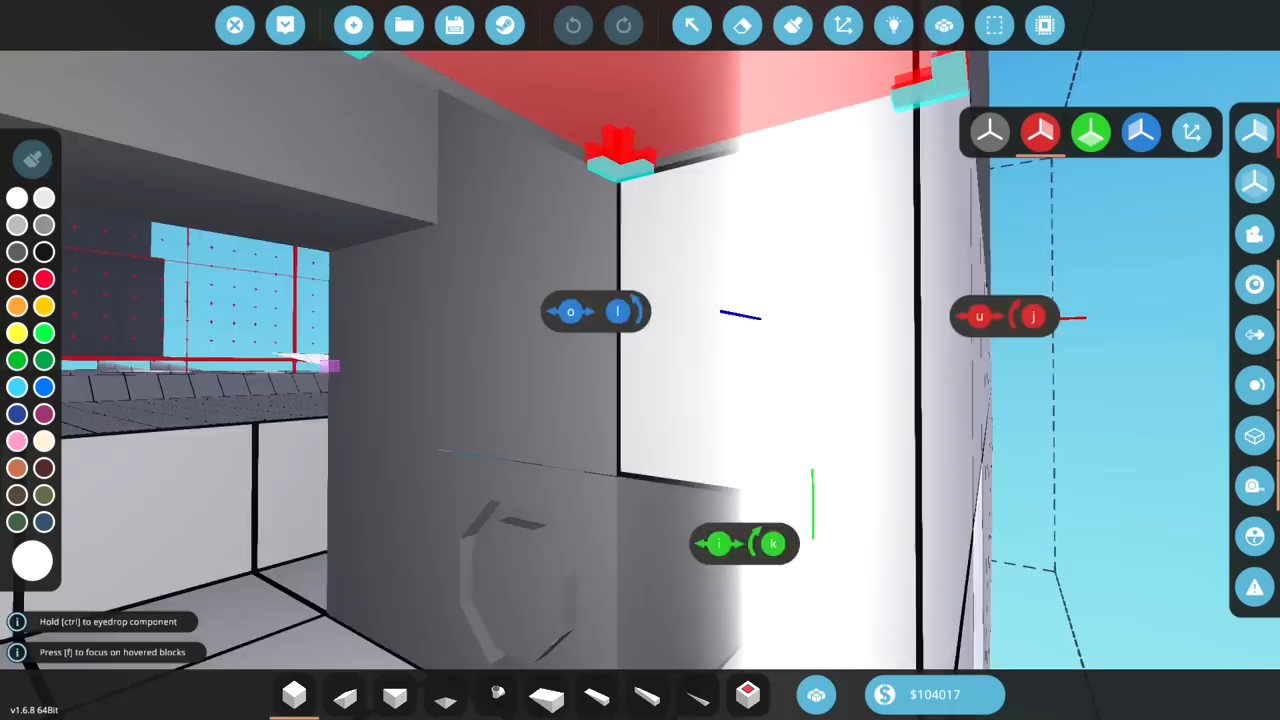 o l
u j
i k
Hold [ctrl] to eyedrop component
Press [f] to focus on hovered blocks
v1.6.8 64Bit
$104017